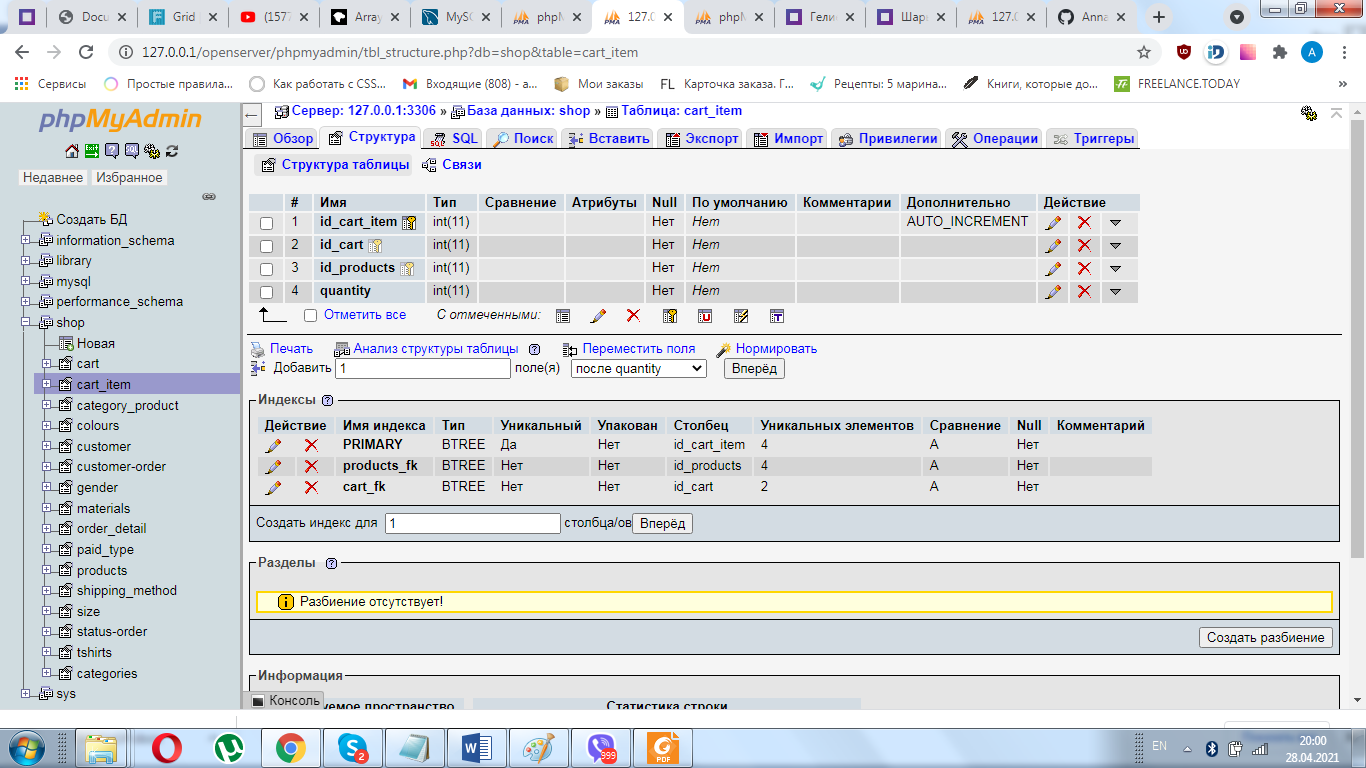 Docu
Grid
(1577
Array
MySQ
phpM
127.0
phpM
Гели
Шар
127.0
Anna
127.0.0.1/openserver/phpmyadmin/tbl_structure.php?db=shop&table=cart_item
A
Сервисы
Простые правила...
Как работать с CSS...
Входящие (808) - a...
Мои заказы
FL Карточка заказа. Г...
Рецепты: 5 марина...
Книги, которые до...
FREELANCE.TODAY
»
phpMyAdmin
Недавнее Избранное
Создать БД
information_schema
library
mysql
performance_schema
shop
Новая
cart
cart_item
category_product
colours
customer
customer-order
gender
materials
order_detail
paid_type
products
shipping_method
size
status-order
tshirts
categories
sys
Сервер: 127.0.0.1:3306 » База данных: shop » Таблица: cart_item
Обзор Структура SQL Поиск Вставить Экспорт Импорт Привилегии Операции Триггеры
Структура таблицы Связи
# Имя Тип Сравнение Атрибуты Null По умолчанию Комментарии Дополнительно Действие
1 id_cart_item int(11) Нет Нет AUTO_INCREMENT
2 id_cart int(11) Нет Нет
3 id_products int(11) Нет Нет
4 quantity int(11) Нет Нет
Отметить все С отмеченными:
Печать Анализ структуры таблицы Переместить поля Нормировать
Добавить 1 поле(я) после quantity Вперёд
Индексы
Действие Имя индекса Тип Уникальный Упакован Столбец Уникальных элементов Сравнение Null Комментарий
PRIMARY BTREE Да Нет id_cart_item 4 A Нет
products_fk BTREE Нет Нет id_products 4 A Нет
cart_fk BTREE Нет Нет id_cart 2 A Нет
Создать индекс для 1 столбца/ов Вперёд
Разделы
Разбиение отсутствует!
Создать разбиение
Информация
Консоль
уемое пространство Статистика строки
2
999
PDF
EN
20:00
28.04.2021